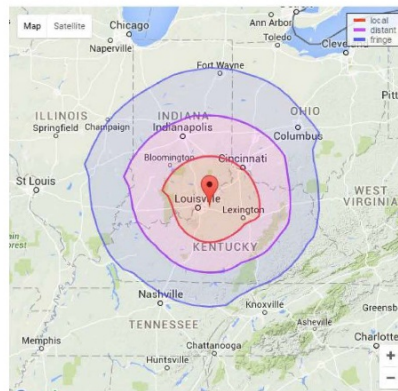 Map Satellite
Chicago
Ann Arbor
local
distant
fringe
Toledo
Cleveland
Naperville
Fort Wayne
ILLINOIS
INDIANA
OHIO
Springfield
Champaign
Indianapolis
Columbus
Bloomington
Cincinnati
St Louis
WEST
VIRGINIA
Louisville
Lexington
KENTUCKY
Nashville
Knoxville
TENNESSEE
Asheville
Greensb
Memphis
Chattanooga
Charlotte
Huntsville
+
−